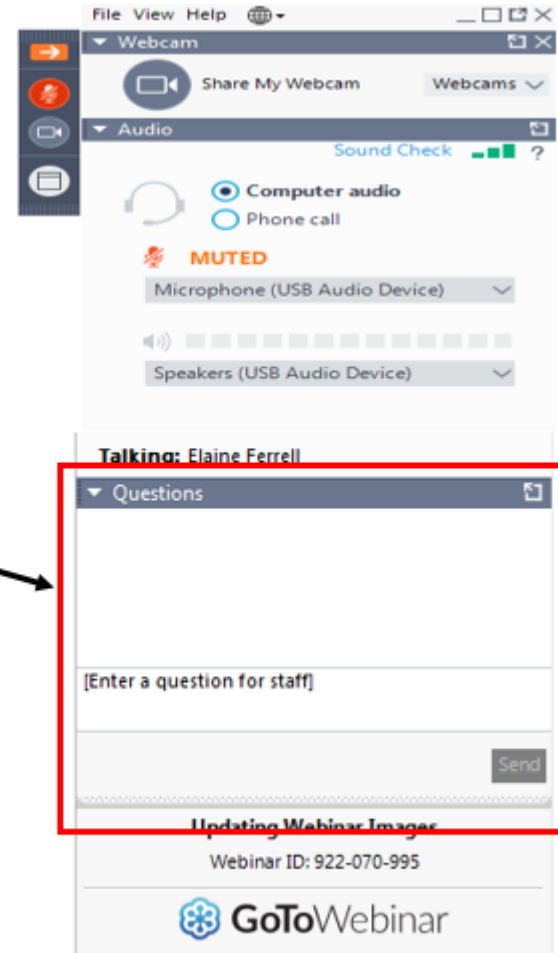 File View Help
Webcam
Share My Webcam Webcams
Audio
Sound Check ?
Computer audio
Phone call
MUTED
Microphone (USB Audio Device)
Speakers (USB Audio Device)
Talking: Elaine Ferrell
Questions
[Enter a question for staff]
Send
Updating Webinar Images
Webinar ID: 922-070-995
GoToWebinar